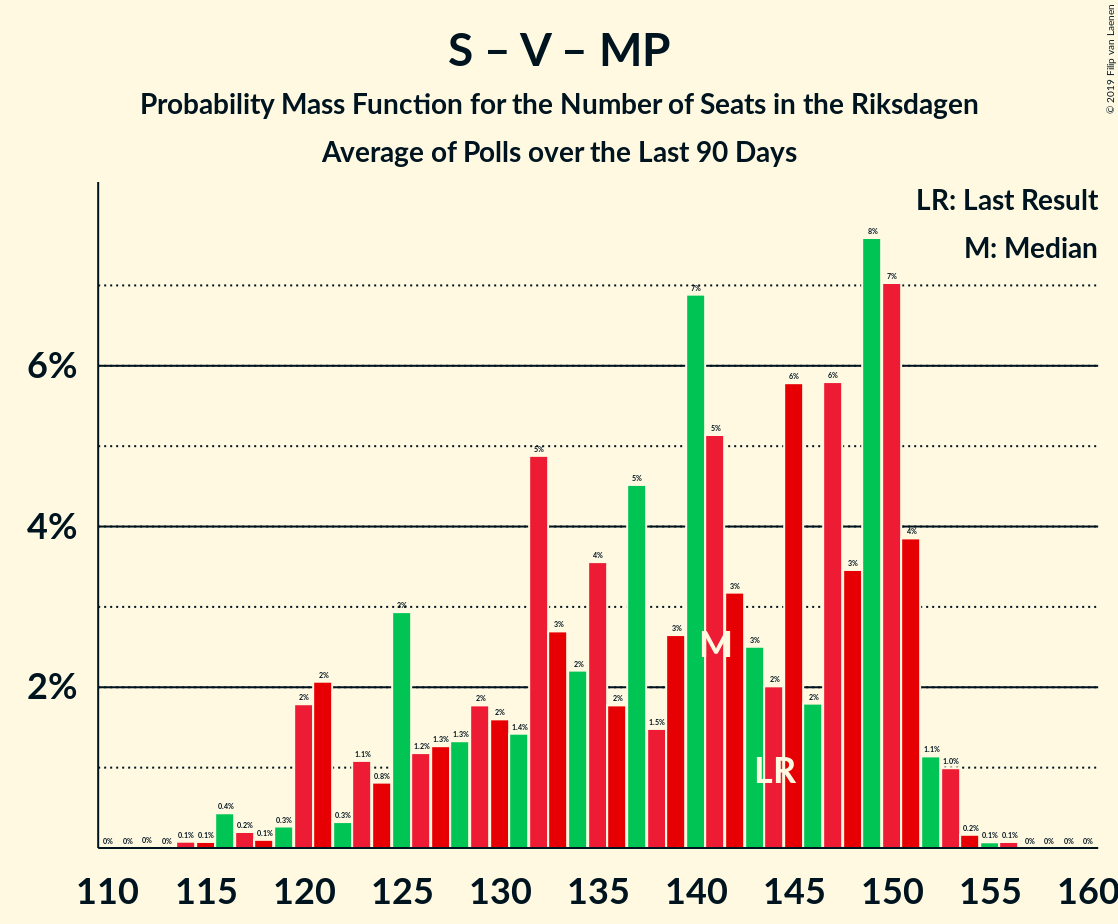 S – V – MP
Probability Mass Function for the Number of Seats in the Riksdagen
Average of Polls over the Last 90 Days
© 2019 Filip van Laenen
LR: Last Result
M: Median
6%
4%
2%
0% 0% 0% 0% 0.1% 0.1% 0.4% 0.2% 0.1% 0.3% 2% 2% 0.3% 1.1% 0.8% 3% 1.2% 1.3% 1.3% 2% 2% 1.4% 5% 3% 2% 4% 2% 5% 1.5% 3% 7% 5% 3% 3% 2% 6% 2% 6% 3% 8% 7% 4% 1.1% 1.0% 0.2% 0.1% 0.1% 0% 0% 0% 0%
M
LR
110 115 120 125 130 135 140 145 150 155 160